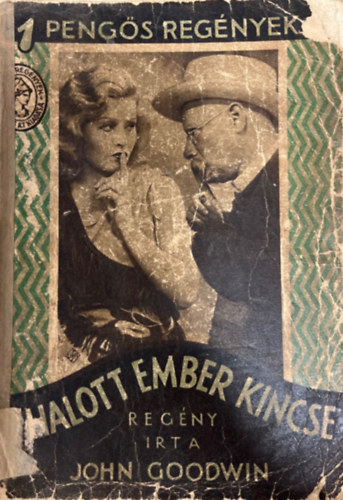 1 PENGŐS REGÉNYEK
HALOTT EMBER KINCSE
REGÉNY
IRTA
JOHN GOODWIN